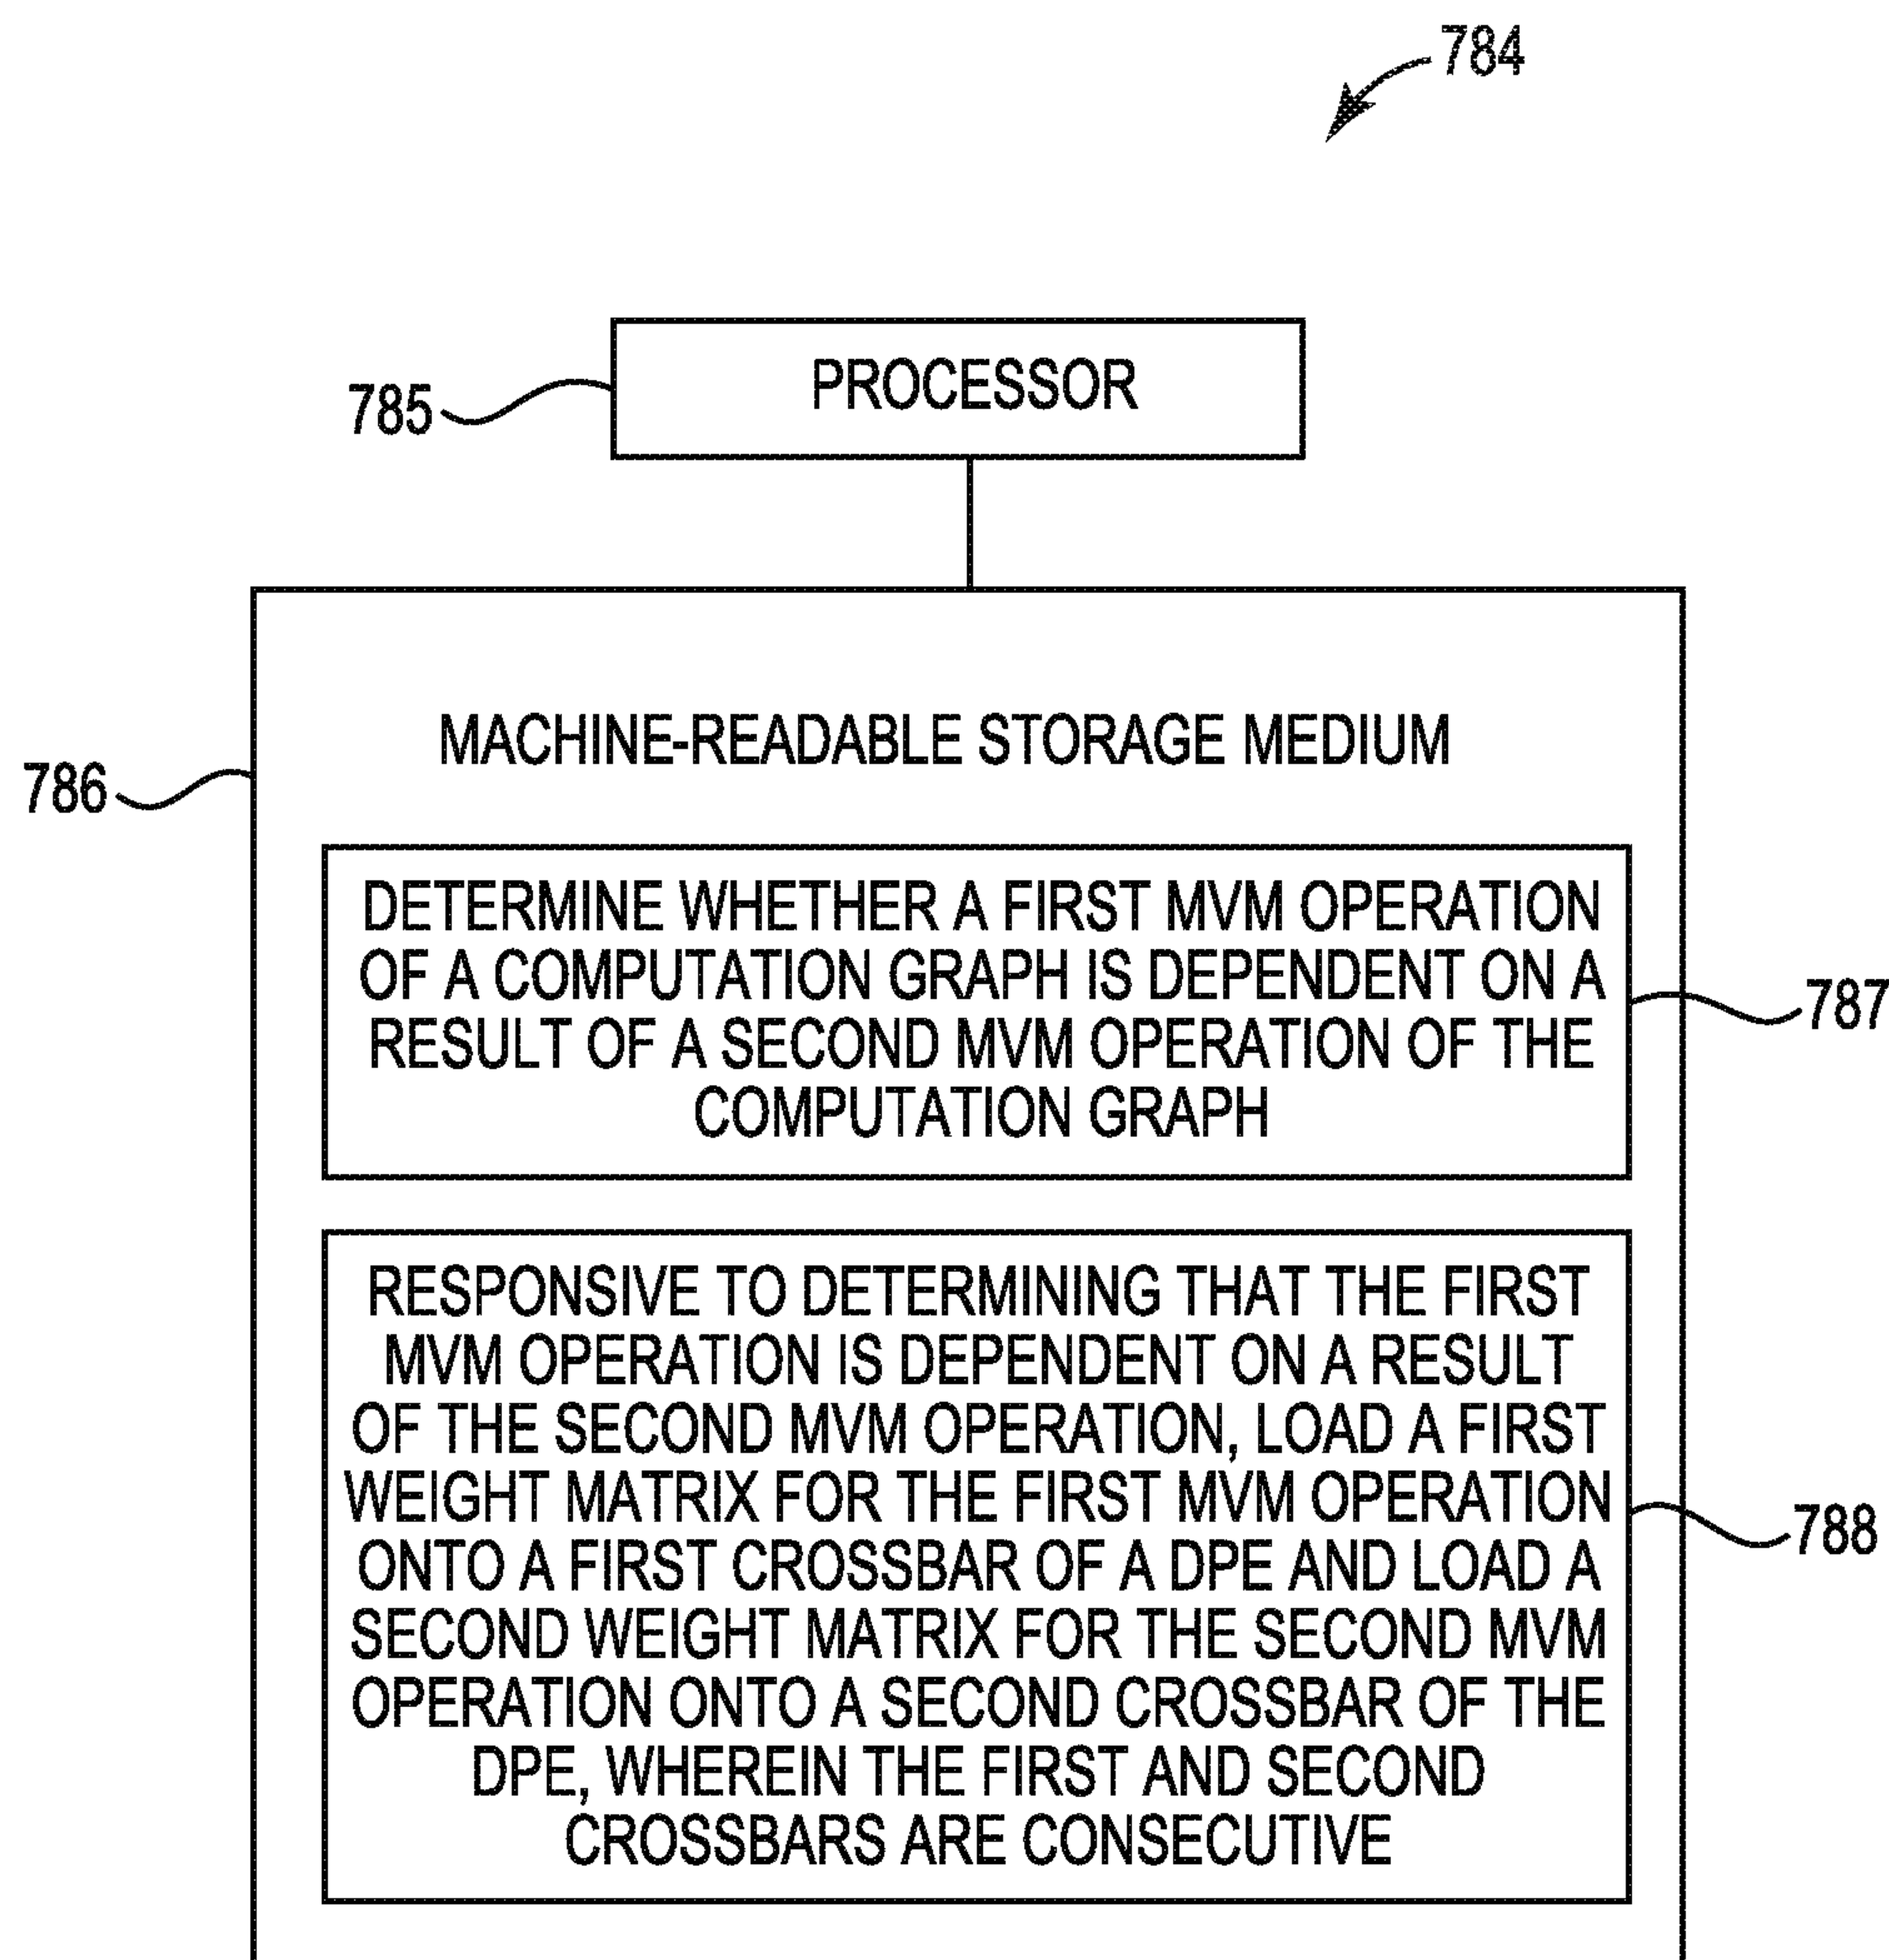 784
PROCESSOR
785
MACHINE-READABLE STORAGE MEDIUM
786
DETERMINE WHETHER A FIRST MVM OPERATION
OF A COMPUTATION GRAPH IS DEPENDENT ON A
RESULT OF A SECOND MVM OPERATION OF THE
COMPUTATION GRAPH
787
RESPONSIVE TO DETERMINING THAT THE FIRST
MVM OPERATION IS DEPENDENT ON A RESULT
OF THE SECOND MVM OPERATION, LOAD A FIRST
WEIGHT MATRIX FOR THE FIRST MVM OPERATION
ONTO A FIRST CROSSBAR OF A DPE AND LOAD A
SECOND WEIGHT MATRIX FOR THE SECOND MVM
OPERATION ONTO A SECOND CROSSBAR OF THE
DPE, WHEREIN THE FIRST AND SECOND
CROSSBARS ARE CONSECUTIVE
788